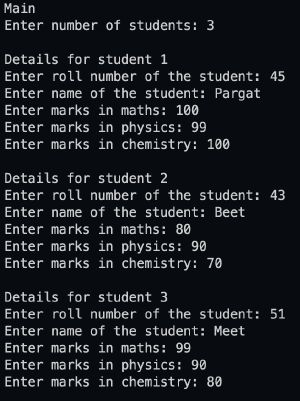 Main
Enter number of students: 3
Details for student 1
Enter roll number of the student: 45
Enter name of the student: Pargat
Enter marks in maths: 100
Enter marks in physics: 99
Enter marks in chemistry: 100
Details for student 2
Enter roll number of the student: 43
Enter name of the student: Beet
Enter marks in maths: 80
Enter marks in physics: 90
Enter marks in chemistry: 70
Details for student 3
Enter roll number of the student: 51
Enter name of the student: Meet
Enter marks in maths: 99
Enter marks in physics: 90
Enter marks in chemistry: 80